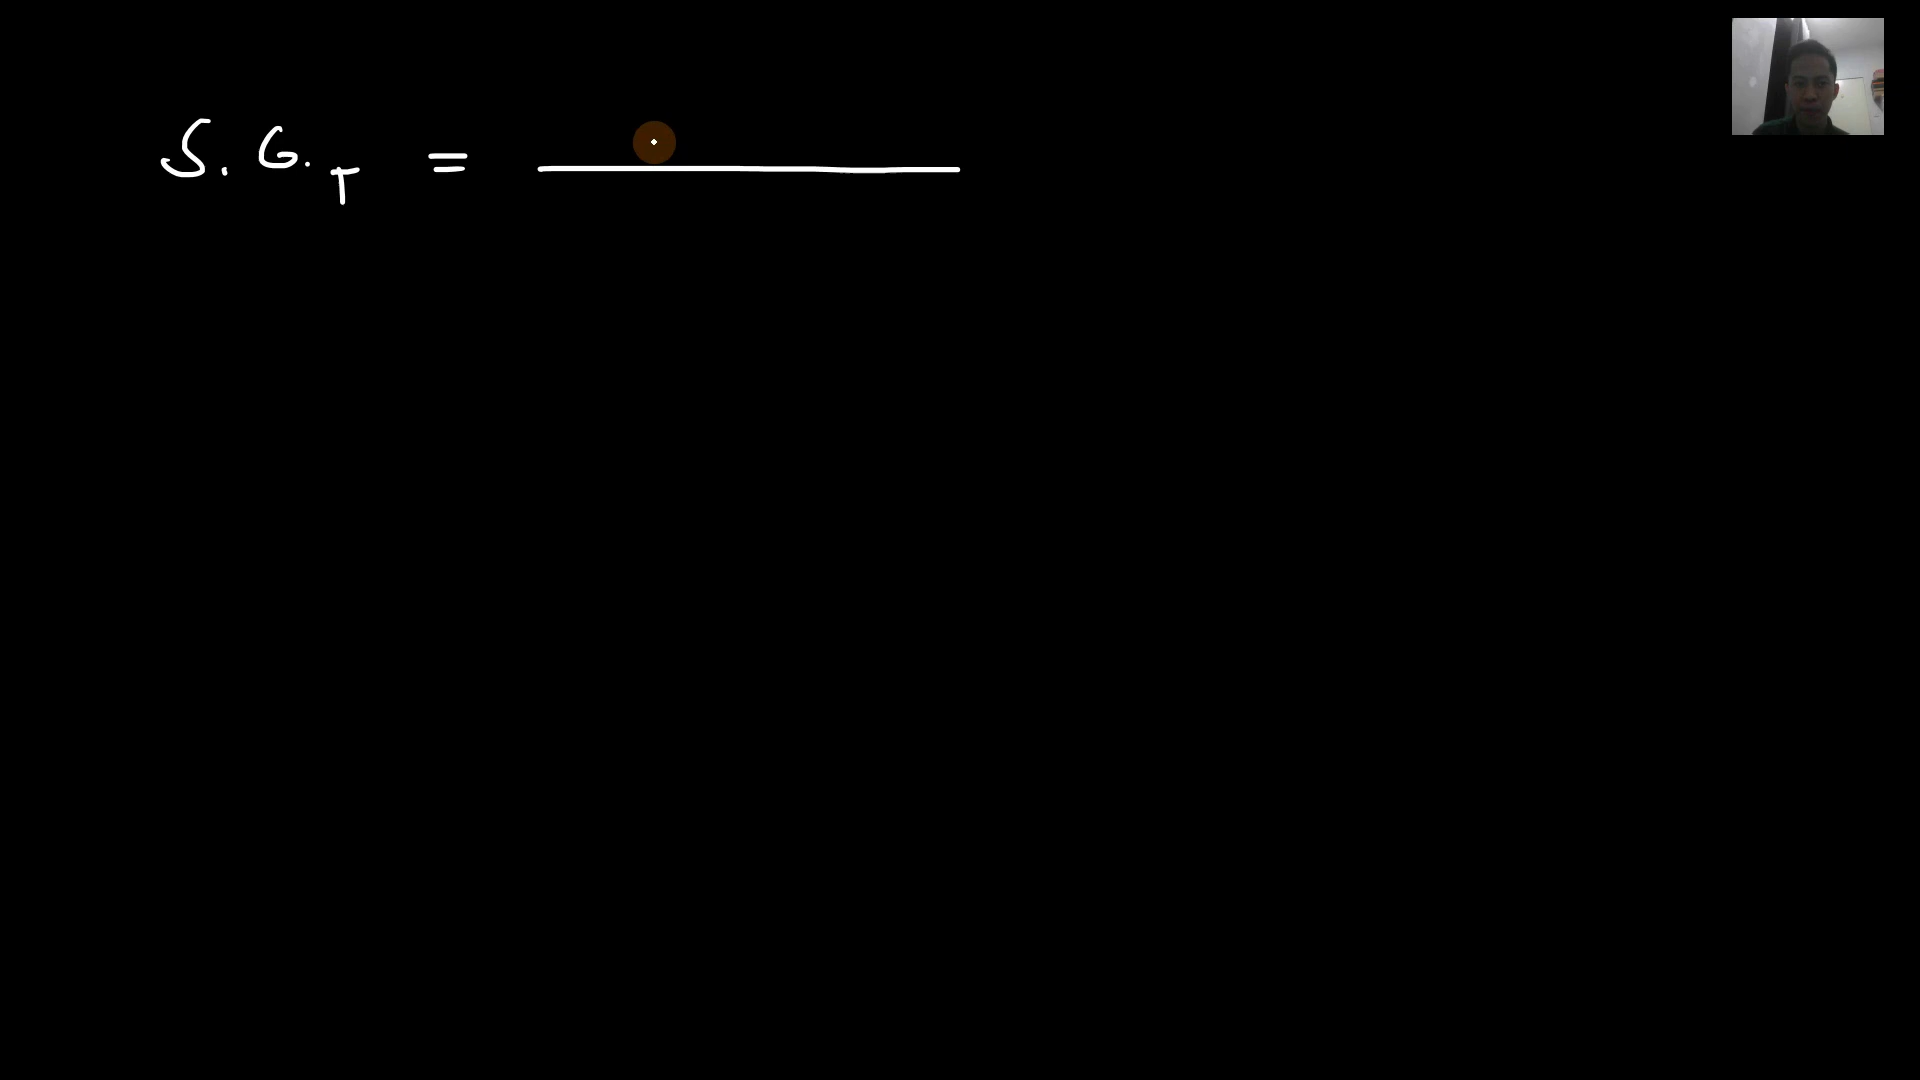 S. G. T =